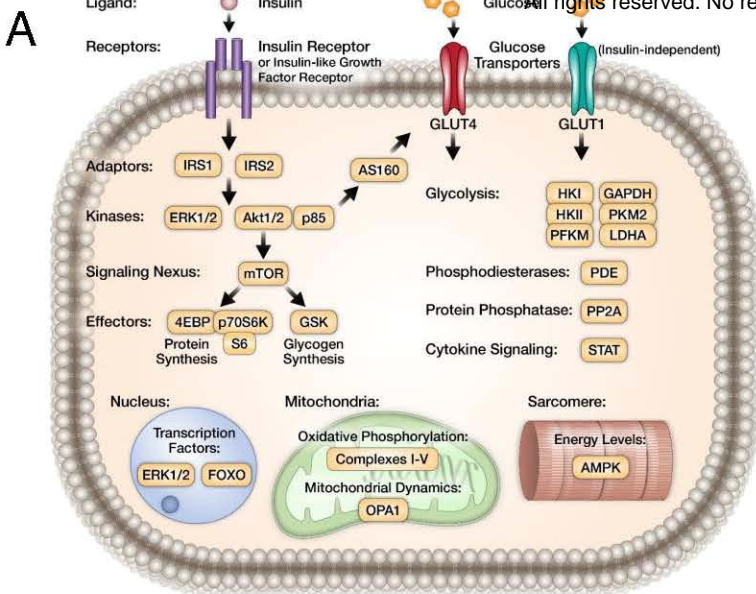 A
Ligand:
Insulin
Glucose
All rights reserved. No re
Receptors:
Insulin Receptor
or Insulin-like Growth
Factor Receptor
Glucose
Transporters
(Insulin-independent)
GLUT4
GLUT1
Adaptors:
IRS1
IRS2
AS160
Kinases:
ERK1/2
Akt1/2
p85
Signaling Nexus:
mTOR
Effectors:
4EBP
p70S6K
S6
GSK
Protein
Synthesis
Glycogen
Synthesis
Glycolysis:
HKI
GAPDH
HKII
PKM2
PFKM
LDHA
Phosphodiesterases:
PDE
Protein Phosphatase:
PP2A
Cytokine Signaling:
STAT
Nucleus:
Transcription
Factors:
ERK1/2
FOXO
Mitochondria:
Oxidative Phosphorylation:
Complexes I-V
Mitochondrial Dynamics:
OPA1
Sarcomere:
Energy Levels:
AMPK